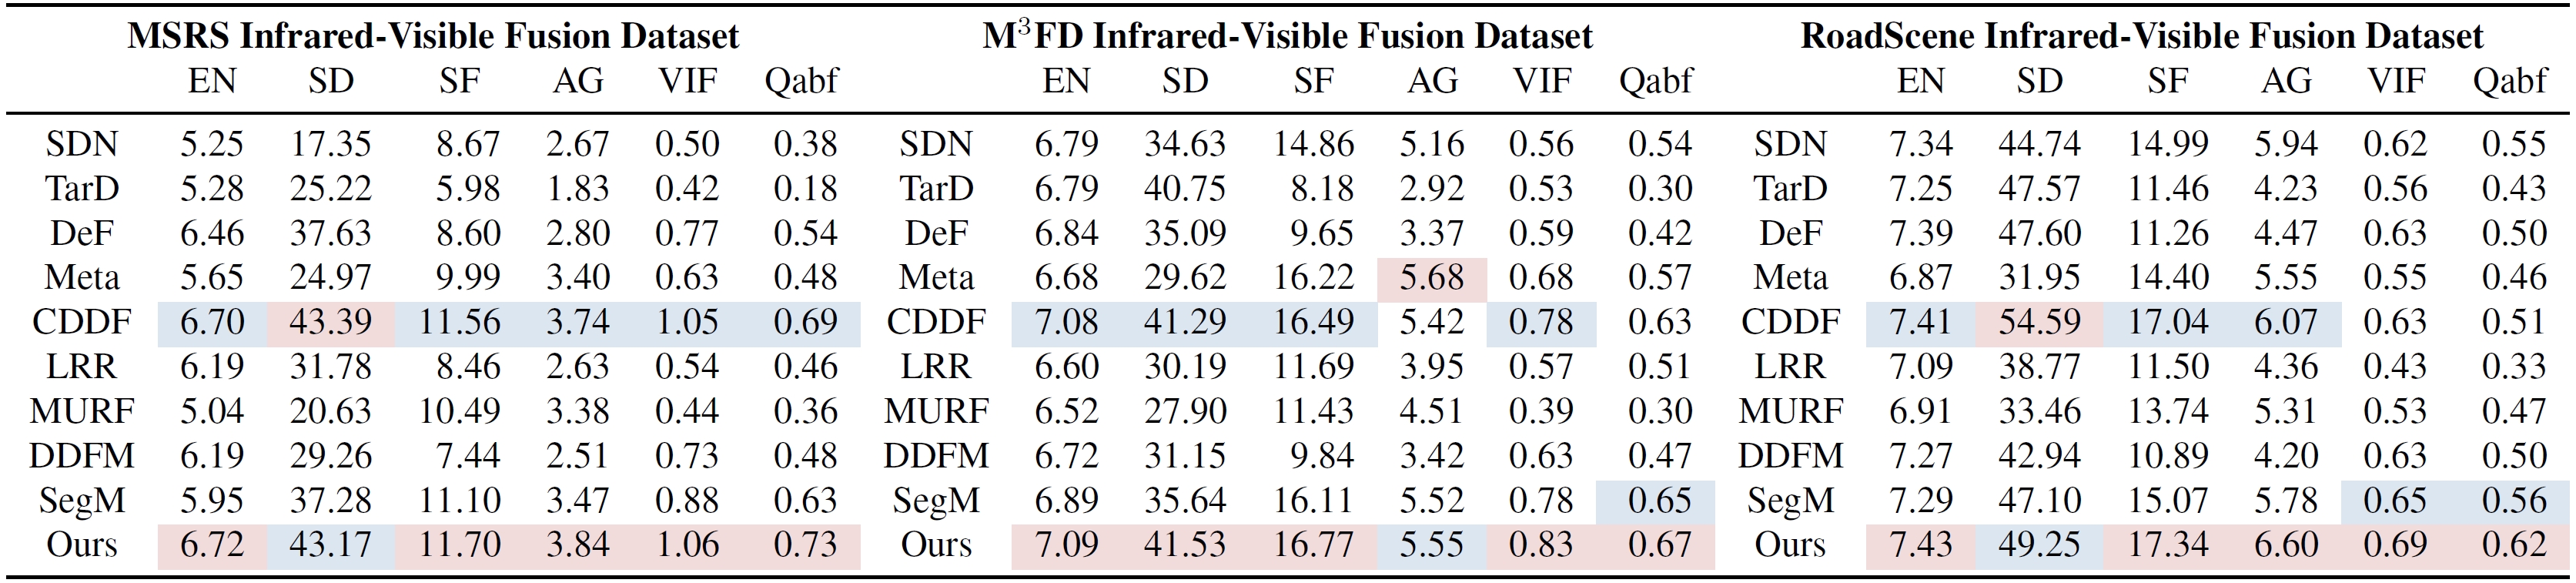 MSRS Infrared-Visible Fusion Dataset M³FD Infrared-Visible Fusion Dataset RoadScene Infrared-Visible Fusion Dataset
EN SD SF AG VIF Qabf EN SD SF AG VIF Qabf EN SD SF AG VIF Qabf
SDN 5.25 17.35 8.67 2.67 0.50 0.38 SDN 6.79 34.63 14.86 5.16 0.56 0.54 SDN 7.34 44.74 14.99 5.94 0.62 0.55
TarD 5.28 25.22 5.98 1.83 0.42 0.18 TarD 6.79 40.75 8.18 2.92 0.53 0.30 TarD 7.25 47.57 11.46 4.23 0.56 0.43
DeF 6.46 37.63 8.60 2.80 0.77 0.54 DeF 6.84 35.09 9.65 3.37 0.59 0.42 DeF 7.39 47.60 11.26 4.47 0.63 0.50
Meta 5.65 24.97 9.99 3.40 0.63 0.48 Meta 6.68 29.62 16.22 5.68 0.68 0.57 Meta 6.87 31.95 14.40 5.55 0.55 0.46
CDDF 6.70 43.39 11.56 3.74 1.05 0.69 CDDF 7.08 41.29 16.49 5.42 0.78 0.63 CDDF 7.41 54.59 17.04 6.07 0.63 0.51
LRR 6.19 31.78 8.46 2.63 0.54 0.46 LRR 6.60 30.19 11.69 3.95 0.57 0.51 LRR 7.09 38.77 11.50 4.36 0.43 0.33
MURF 5.04 20.63 10.49 3.38 0.44 0.36 MURF 6.52 27.90 11.43 4.51 0.39 0.30 MURF 6.91 33.46 13.74 5.31 0.53 0.47
DDFM 6.19 29.26 7.44 2.51 0.73 0.48 DDFM 6.72 31.15 9.84 3.42 0.63 0.47 DDFM 7.27 42.94 10.89 4.20 0.63 0.50
SegM 5.95 37.28 11.10 3.47 0.88 0.63 SegM 6.89 35.64 16.11 5.52 0.78 0.65 SegM 7.29 47.10 15.07 5.78 0.65 0.56
Ours 6.72 43.17 11.70 3.84 1.06 0.73 Ours 7.09 41.53 16.77 5.55 0.83 0.67 Ours 7.43 49.25 17.34 6.60 0.69 0.62